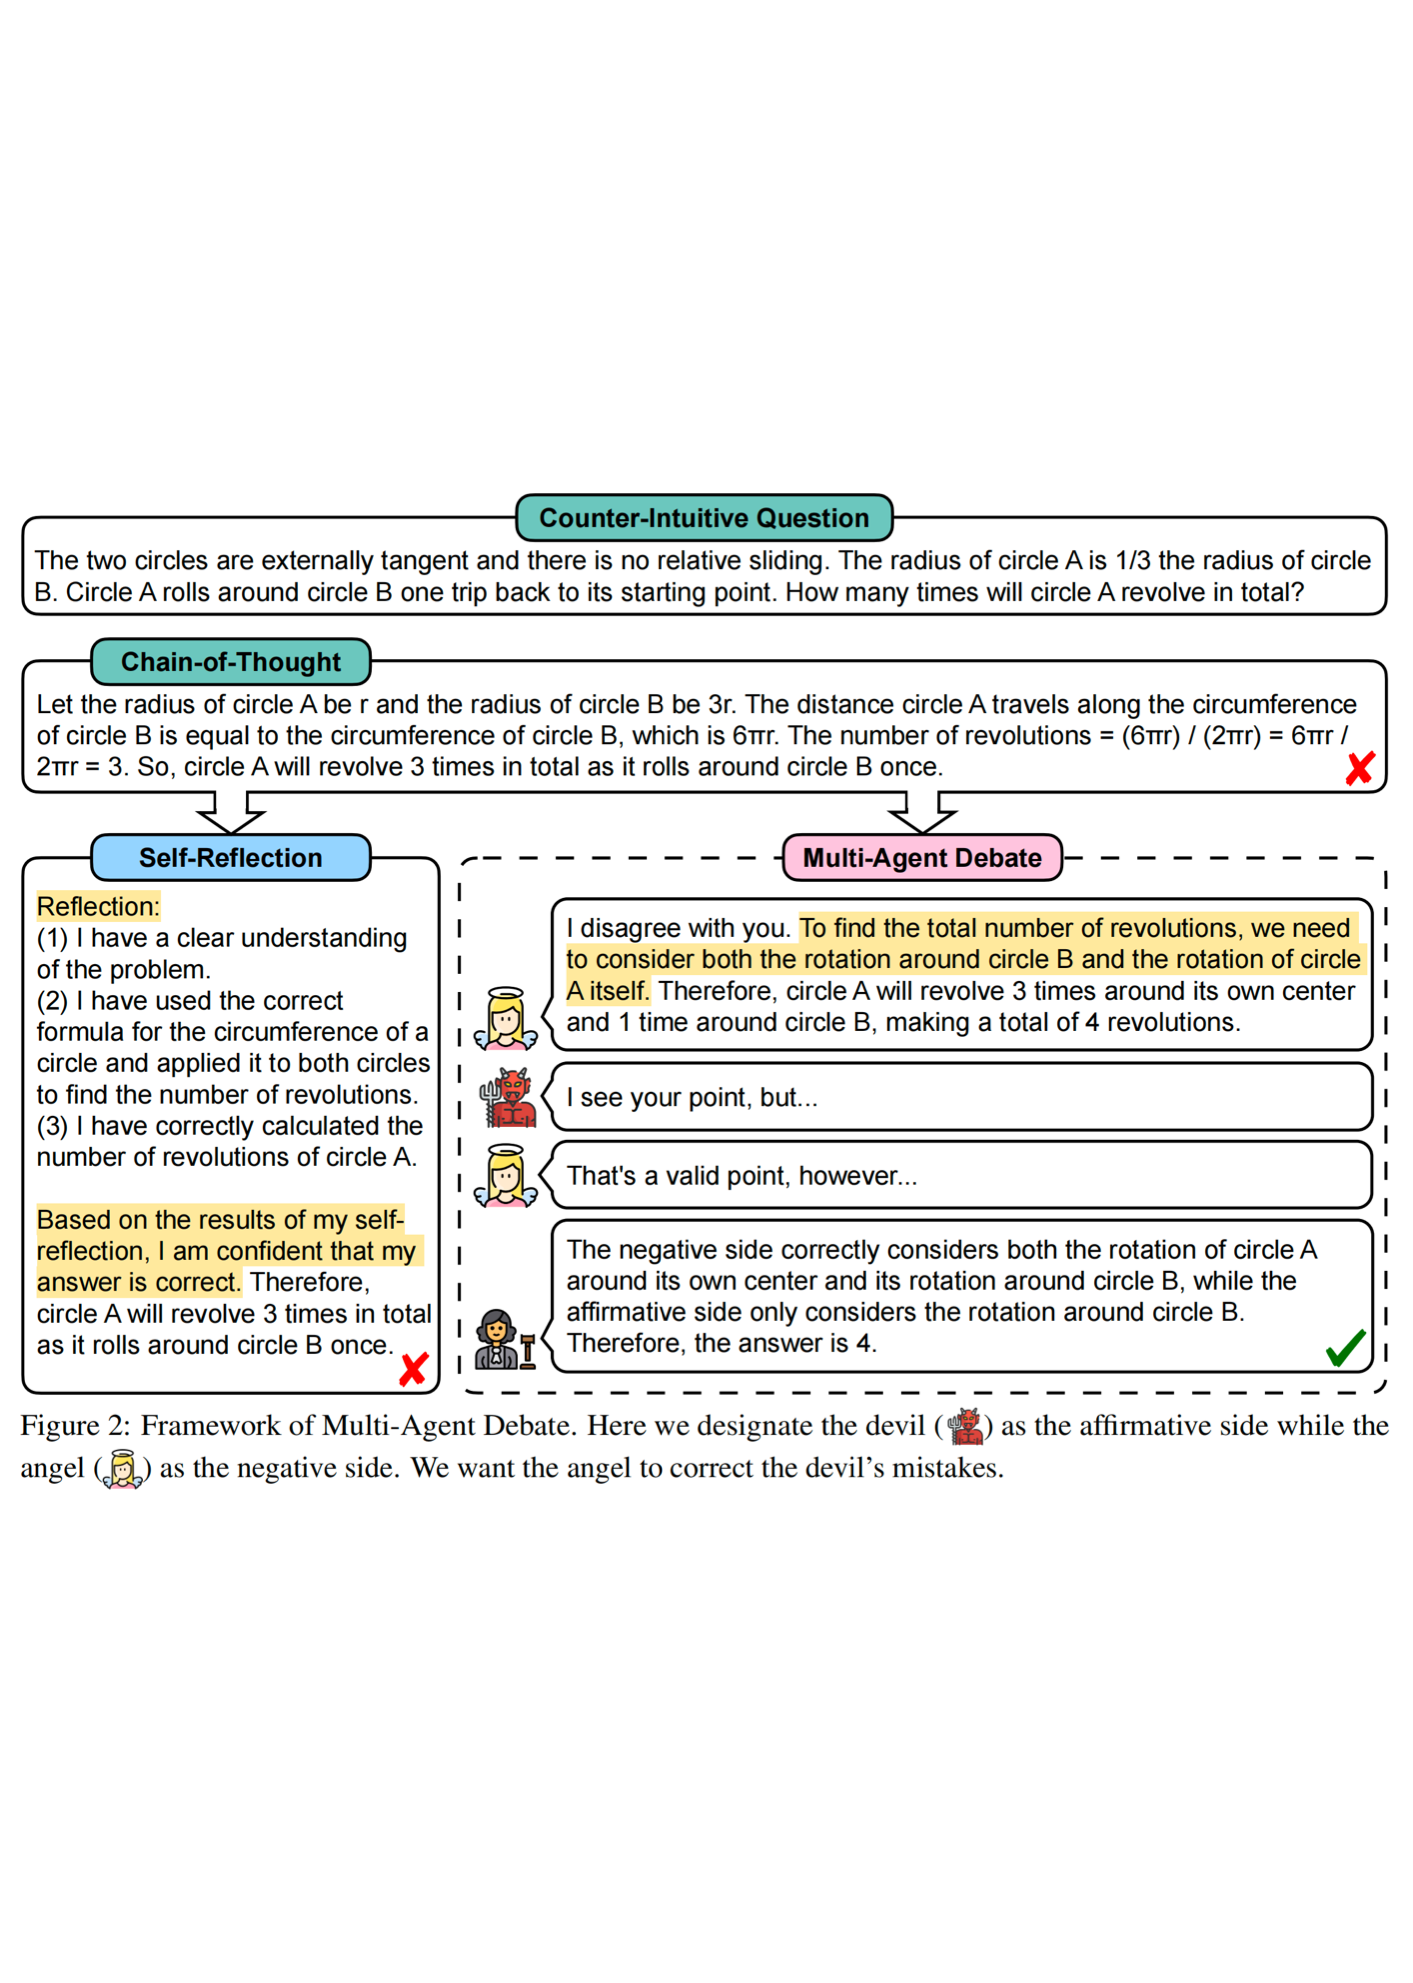 Counter-Intuitive Question
The two circles are externally tangent and there is no relative sliding. The radius of circle A is 1/3 the radius of circle
B. Circle A rolls around circle B one trip back to its starting point. How many times will circle A revolve in total?
Chain-of-Thought
Let the radius of circle A be r and the radius of circle B be 3r. The distance circle A travels along the circumference
of circle B is equal to the circumference of circle B, which is 6πr. The number of revolutions = (6πr) / (2πr) = 6πr /
2πr = 3. So, circle A will revolve 3 times in total as it rolls around circle B once.
Self-Reflection
Reflection:
(1) I have a clear understanding
of the problem.
(2) I have used the correct
formula for the circumference of a
circle and applied it to both circles
to find the number of revolutions.
(3) I have correctly calculated the
number of revolutions of circle A.
Based on the results of my self-
reflection, I am confident that my
answer is correct. Therefore,
circle A will revolve 3 times in total
as it rolls around circle B once.
Multi-Agent Debate
I disagree with you. To find the total number of revolutions, we need
to consider both the rotation around circle B and the rotation of circle
A itself. Therefore, circle A will revolve 3 times around its own center
and 1 time around circle B, making a total of 4 revolutions.
I see your point, but...
That's a valid point, however...
The negative side correctly considers both the rotation of circle A
around its own center and its rotation around circle B, while the
affirmative side only considers the rotation around circle B.
Therefore, the answer is 4.
Figure 2: Framework of Multi-Agent Debate. Here we designate the devil ( ) as the affirmative side while the
angel ( ) as the negative side. We want the angel to correct the devil's mistakes.